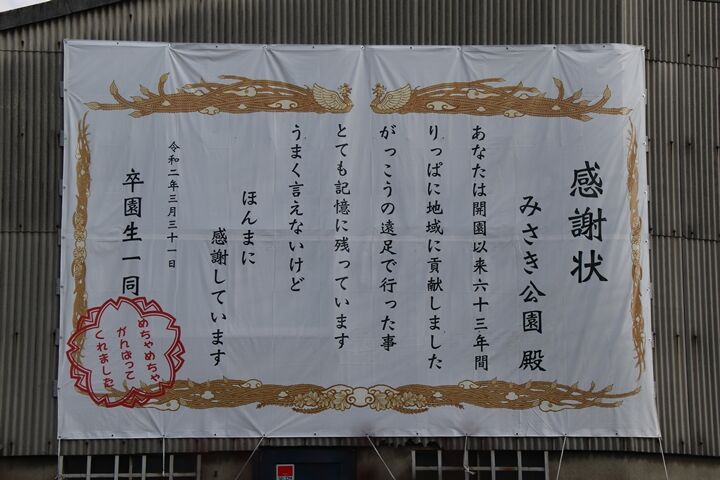 感謝状
みさき公園 殿
あなたは開園以来六十三年間
りっぱに地域に貢献しました
がっこうの遠足で行った事
とても記憶に残っています
うまく言えないけど
ほんまに
感謝しています
令和二年三月三十一日
卒園生一同
めちゃめちゃ
がんばって
くれました